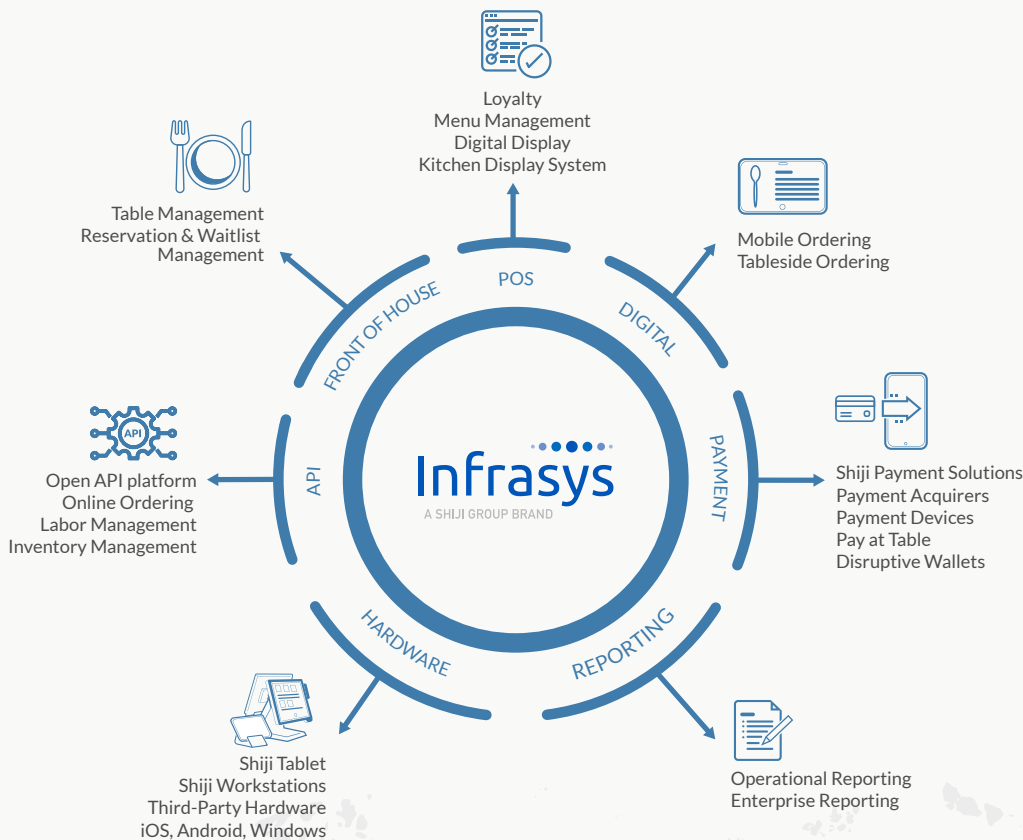 Loyalty
Menu Management
Digital Display
Kitchen Display System
Table Management
Reservation & Waitlist
Management
Mobile Ordering
Tableside Ordering
POS
FRONT OF HOUSE
DIGITAL
API
Open API platform
Online Ordering
Labor Management
Inventory Management
API
Infrasys
A SHIJI GROUP BRAND
PAYMENT
Shiji Payment Solutions
Payment Acquirers
Payment Devices
Pay at Table
Disruptive Wallets
HARDWARE
REPORTING
Shiji Tablet
Shiji Workstations
Third-Party Hardware
iOS, Android, Windows
Operational Reporting
Enterprise Reporting